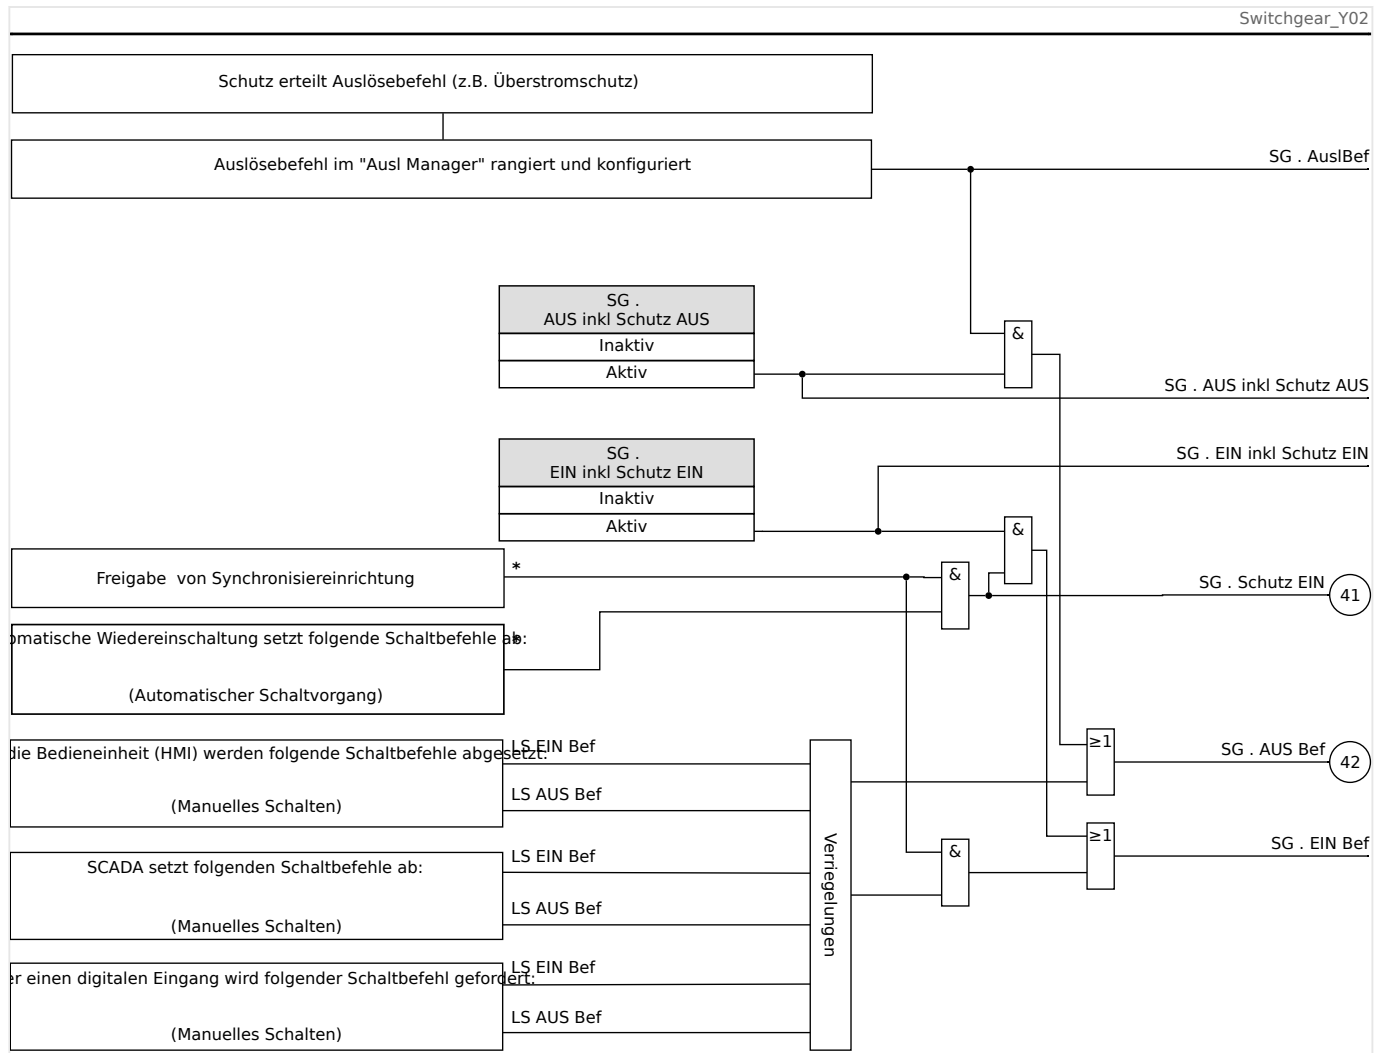 Switchgear_Y02
Schutz erteilt Auslösebefehl (z.B. Überstromschutz)
Auslösebefehl im "Ausl Manager" rangiert und konfiguriert
SG . AuslBef
SG .
AUS inkl Schutz AUS
Inaktiv
Aktiv
&
SG . AUS inkl Schutz AUS
SG .
EIN inkl Schutz EIN
Inaktiv
Aktiv
SG . EIN inkl Schutz EIN
&
Freigabe von Synchronisiereinrichtung
*
&
SG . Schutz EIN
41
Wiedereinschaltung setzt folgende Schaltbefehle ab:
*
(Automatischer Schaltvorgang)
die Bedieneinheit (HMI) werden folgende Schaltbefehle abgesetzt:
(Manuelles Schalten)
LS EIN Bef
LS AUS Bef
≥1
SG . AUS Bef
42
SCADA setzt folgenden Schaltbefehle ab:
(Manuelles Schalten)
LS EIN Bef
LS AUS Bef
Verriegelungen
&
≥1
SG . EIN Bef
einen digitalen Eingang wird folgender Schaltbefehl gefordert:
(Manuelles Schalten)
LS EIN Bef
LS AUS Bef